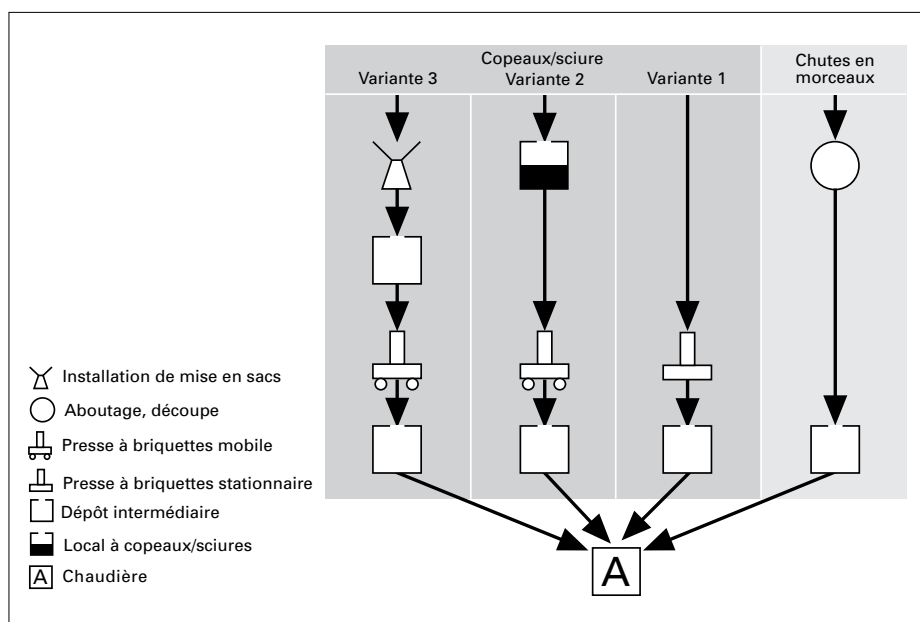 Copeaux/sciure
Variante 3
Variante 2
Variante 1
Chutes en
morceaux
Installation de mise en sacs
Aboutage, découpe
Presse à briquettes mobile
Presse à briquettes stationnaire
Dépôt intermédiaire
Local à copeaux/sciures
A Chaudière
A